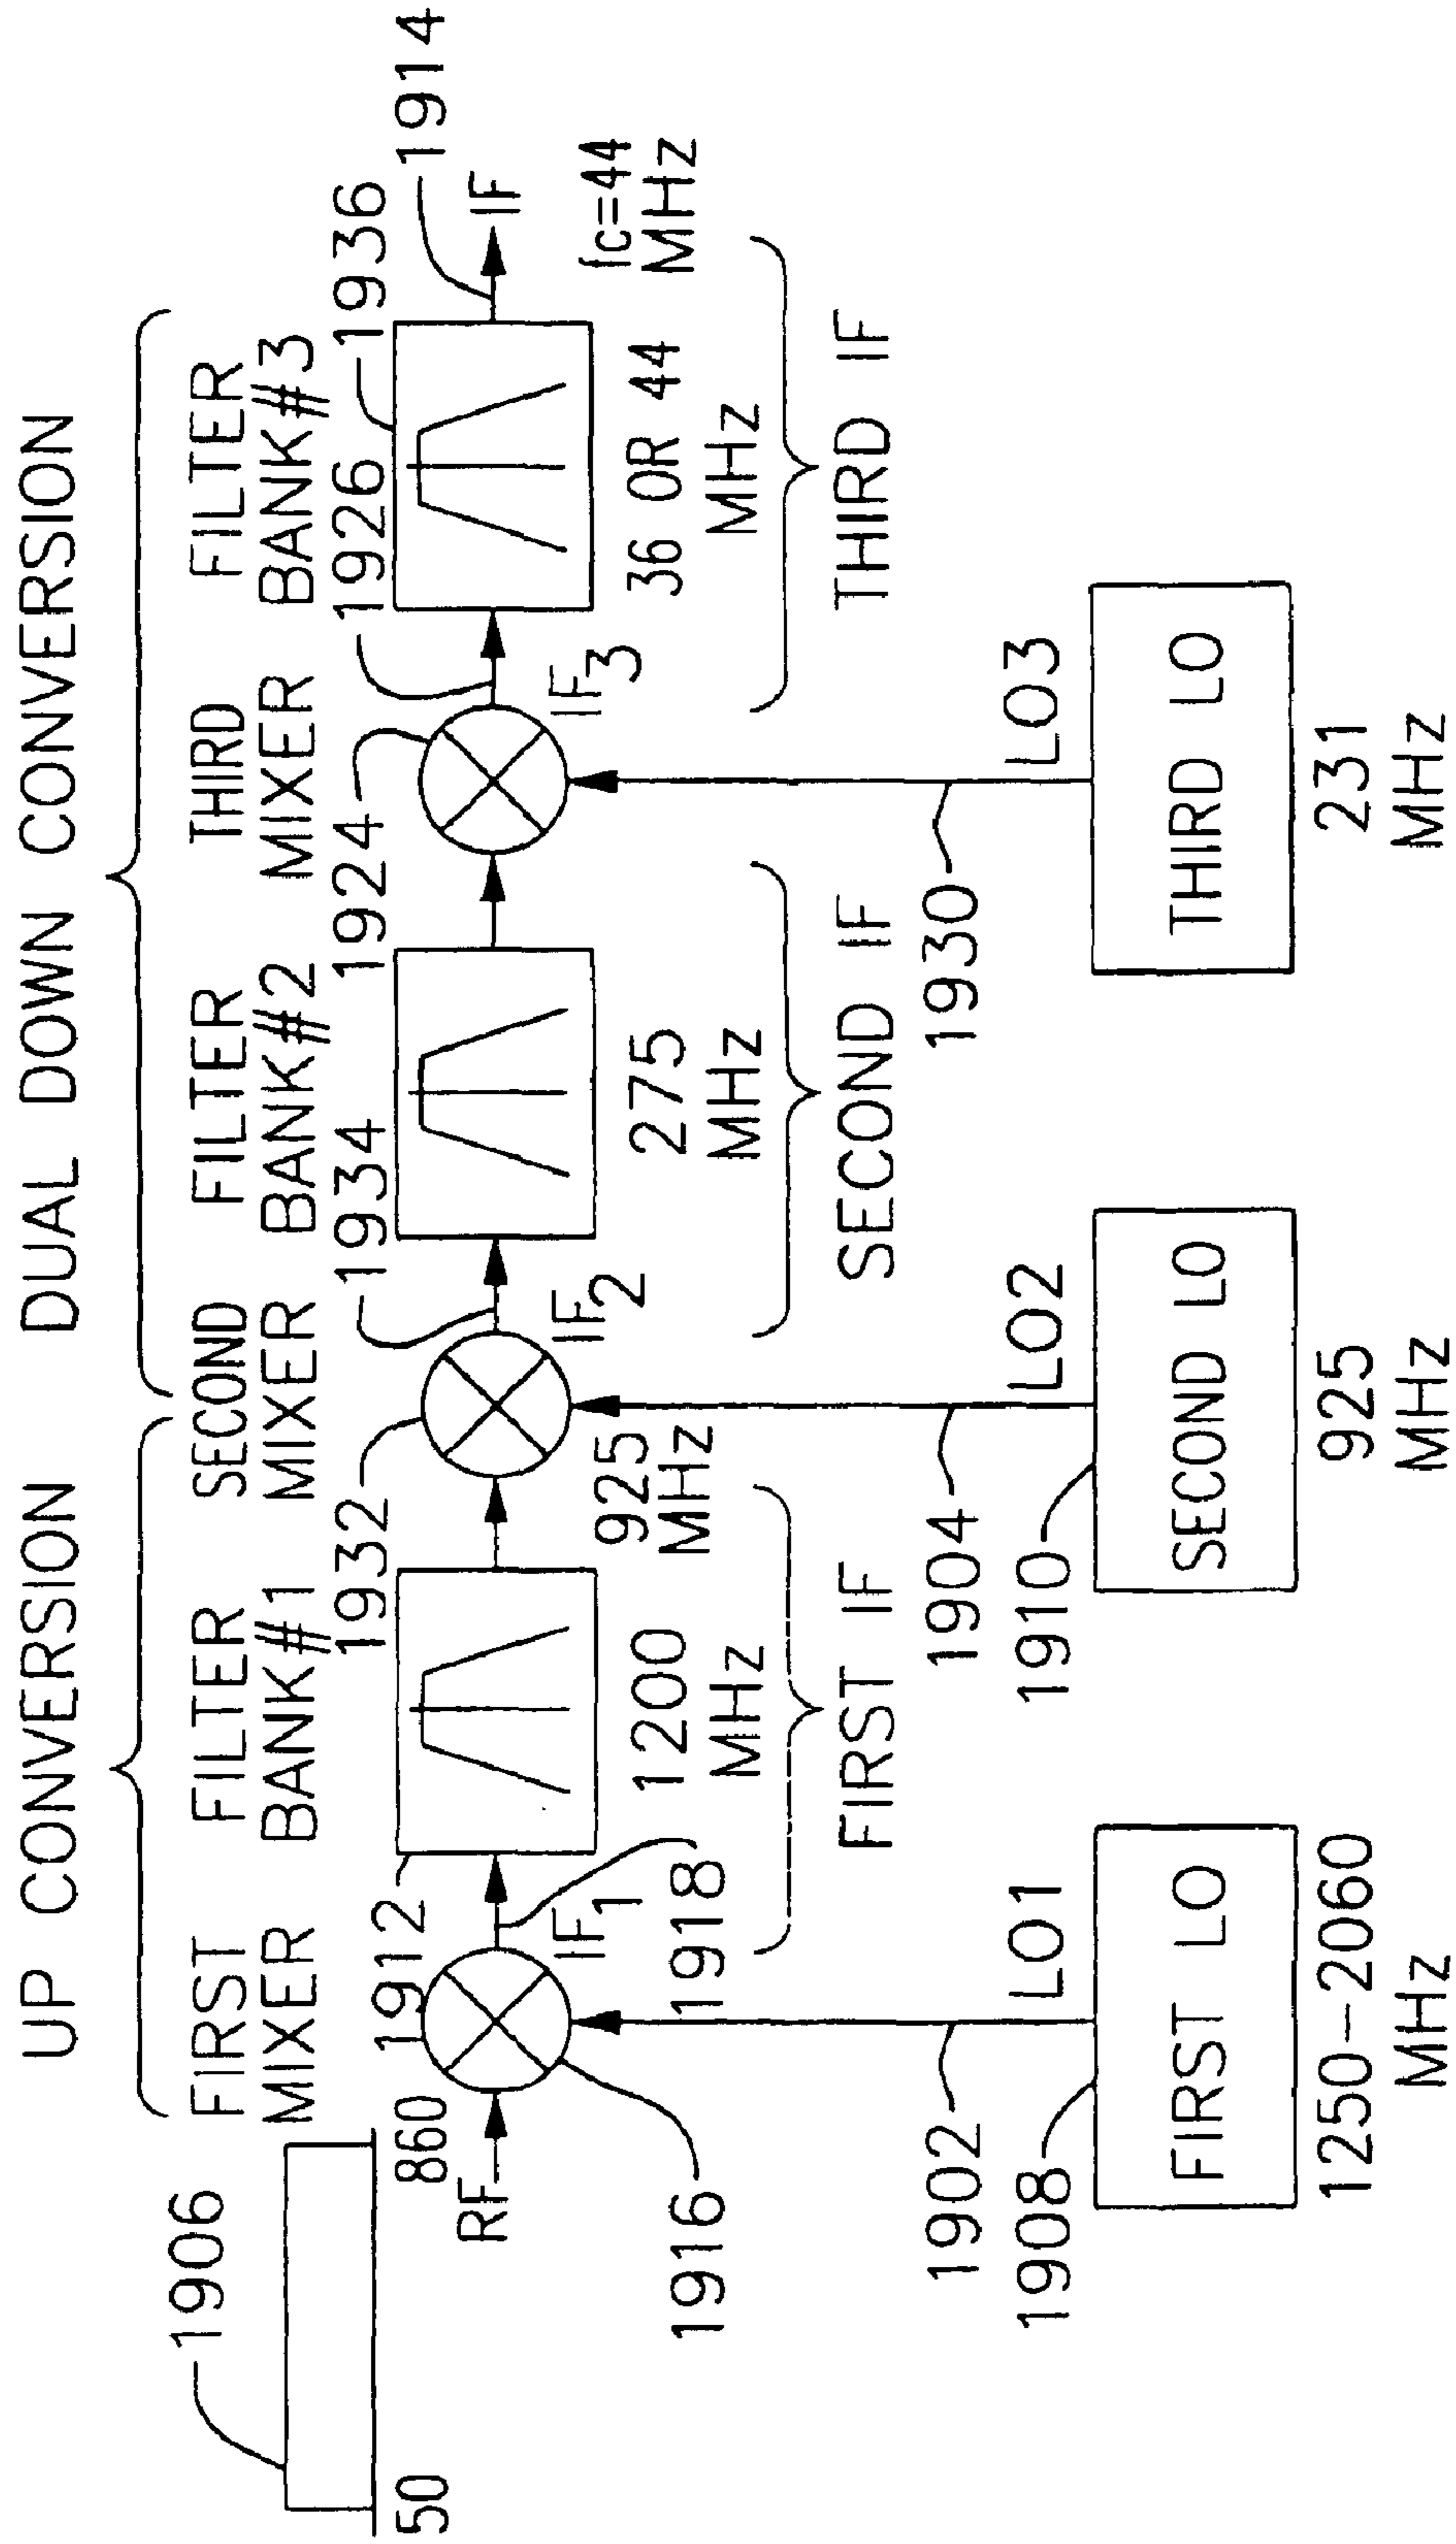 UP CONVERSION
DUAL DOWN CONVERSION
1906
50
860
FIRST
MIXER
FILTER
BANK#1
SECOND
MIXER
FILTER
BANK#2
THIRD
MIXER
FILTER
BANK#3
1912
1932
1934
1924
1926
1936
1914
RF
IF1
IF2
IF3
IF
1916
1918
1200
MHz
925
MHz
275
MHz
36 OR 44
MHz
fc=44
MHz
FIRST IF
SECOND IF
THIRD IF
1902
1908
LO1
1904
1910
LO2
1930
LO3
FIRST LO
SECOND LO
THIRD LO
1250-2060
MHz
925
MHz
231
MHz